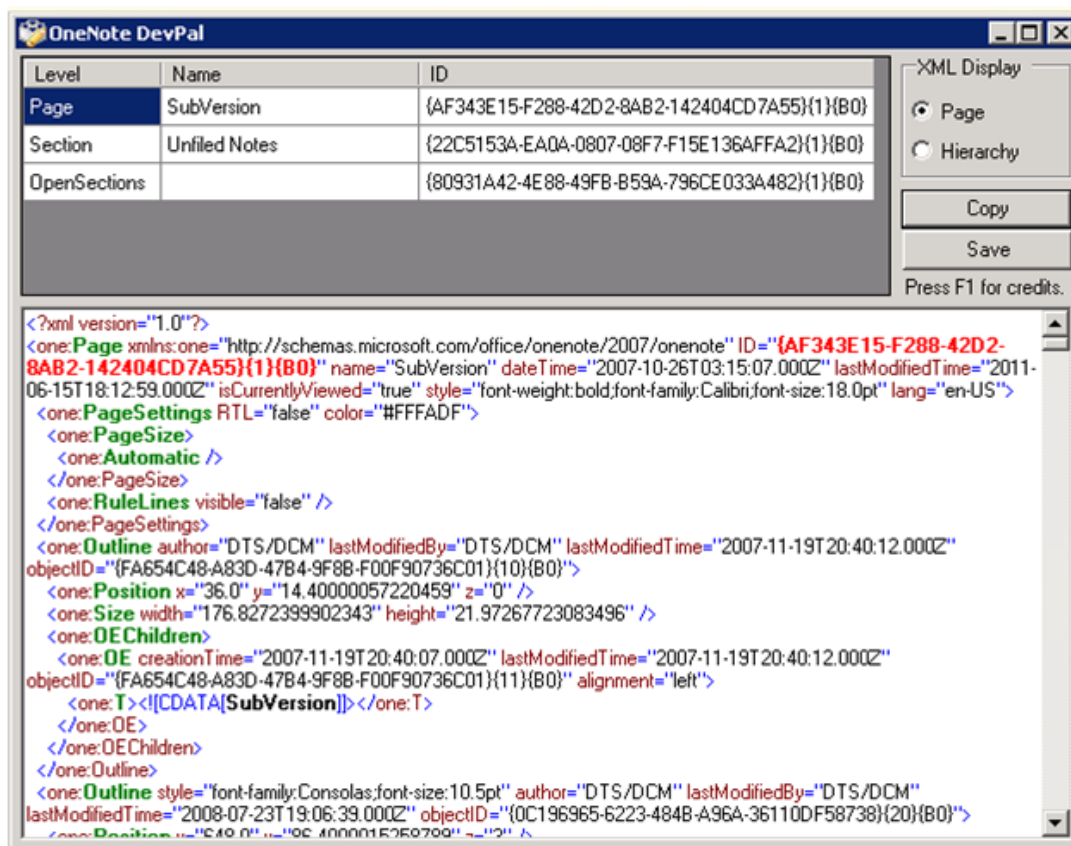 OneNote DevPal
Level Name ID
Page SubVersion {AF343E15-F288-42D2-8AB2-142404CD7A55}{1}{B0}
Section Unfiled Notes {22C5153A-EA0A-0807-08F7-F15E136AFFA2}{1}{B0}
OpenSections {80931A42-4E88-49FB-B59A-796CE033A482}{1}{B0}
XML Display
Page
Hierarchy
Copy
Save
Press F1 for credits.
<?xml version="1.0"?>
<one:Page xmlns:one="http://schemas.microsoft.com/office/onenote/2007/onenote" ID="{AF343E15-F288-42D2-
8AB2-142404CD7A55}{1}{B0}" name="SubVersion" dateTime="2007-10-26T03:15:07.000Z" lastModifiedTime="2011-
06-15T18:12:59.000Z" isCurrentlyViewed="true" style="font-weight:bold;font-family:Calibri;font-size:18.0pt" lang="en-US">
<one:PageSettings RTL="false" color="#FFFADF">
<one:PageSize>
<one:Automatic />
</one:PageSize>
<one:RuleLines visible="false" />
</one:PageSettings>
<one:Outline author="DTS/DCM" lastModifiedBy="DTS/DCM" lastModifiedTime="2007-11-19T20:40:12.000Z"
objectID="{FA654C48-A83D-47B4-9F8B-F00F90736C01}{10}{B0}">
<one:Position x="36.0" y="14.40000057220459" z="0" />
<one:Size width="176.8272399902343" height="21.97267723083496" />
<one:OEChildren>
<one:OE creationTime="2007-11-19T20:40:07.000Z" lastModifiedTime="2007-11-19T20:40:12.000Z"
objectID="{FA654C48-A83D-47B4-9F8B-F00F90736C01}{11}{B0}" alignment="left">
<one:T><![CDATA[SubVersion]]></one:T>
</one:OE>
</one:OEChildren>
</one:Outline>
<one:Outline style="font-family:Consolas;font-size:10.5pt" author="DTS/DCM" lastModifiedBy="DTS/DCM"
lastModifiedTime="2008-07-23T19:06:39.000Z" objectID="{0C196965-6223-484B-A96A-36110DF58738}{20}{B0}">
<one:Position x="648.0" y="86.4000015258789" z="3" />